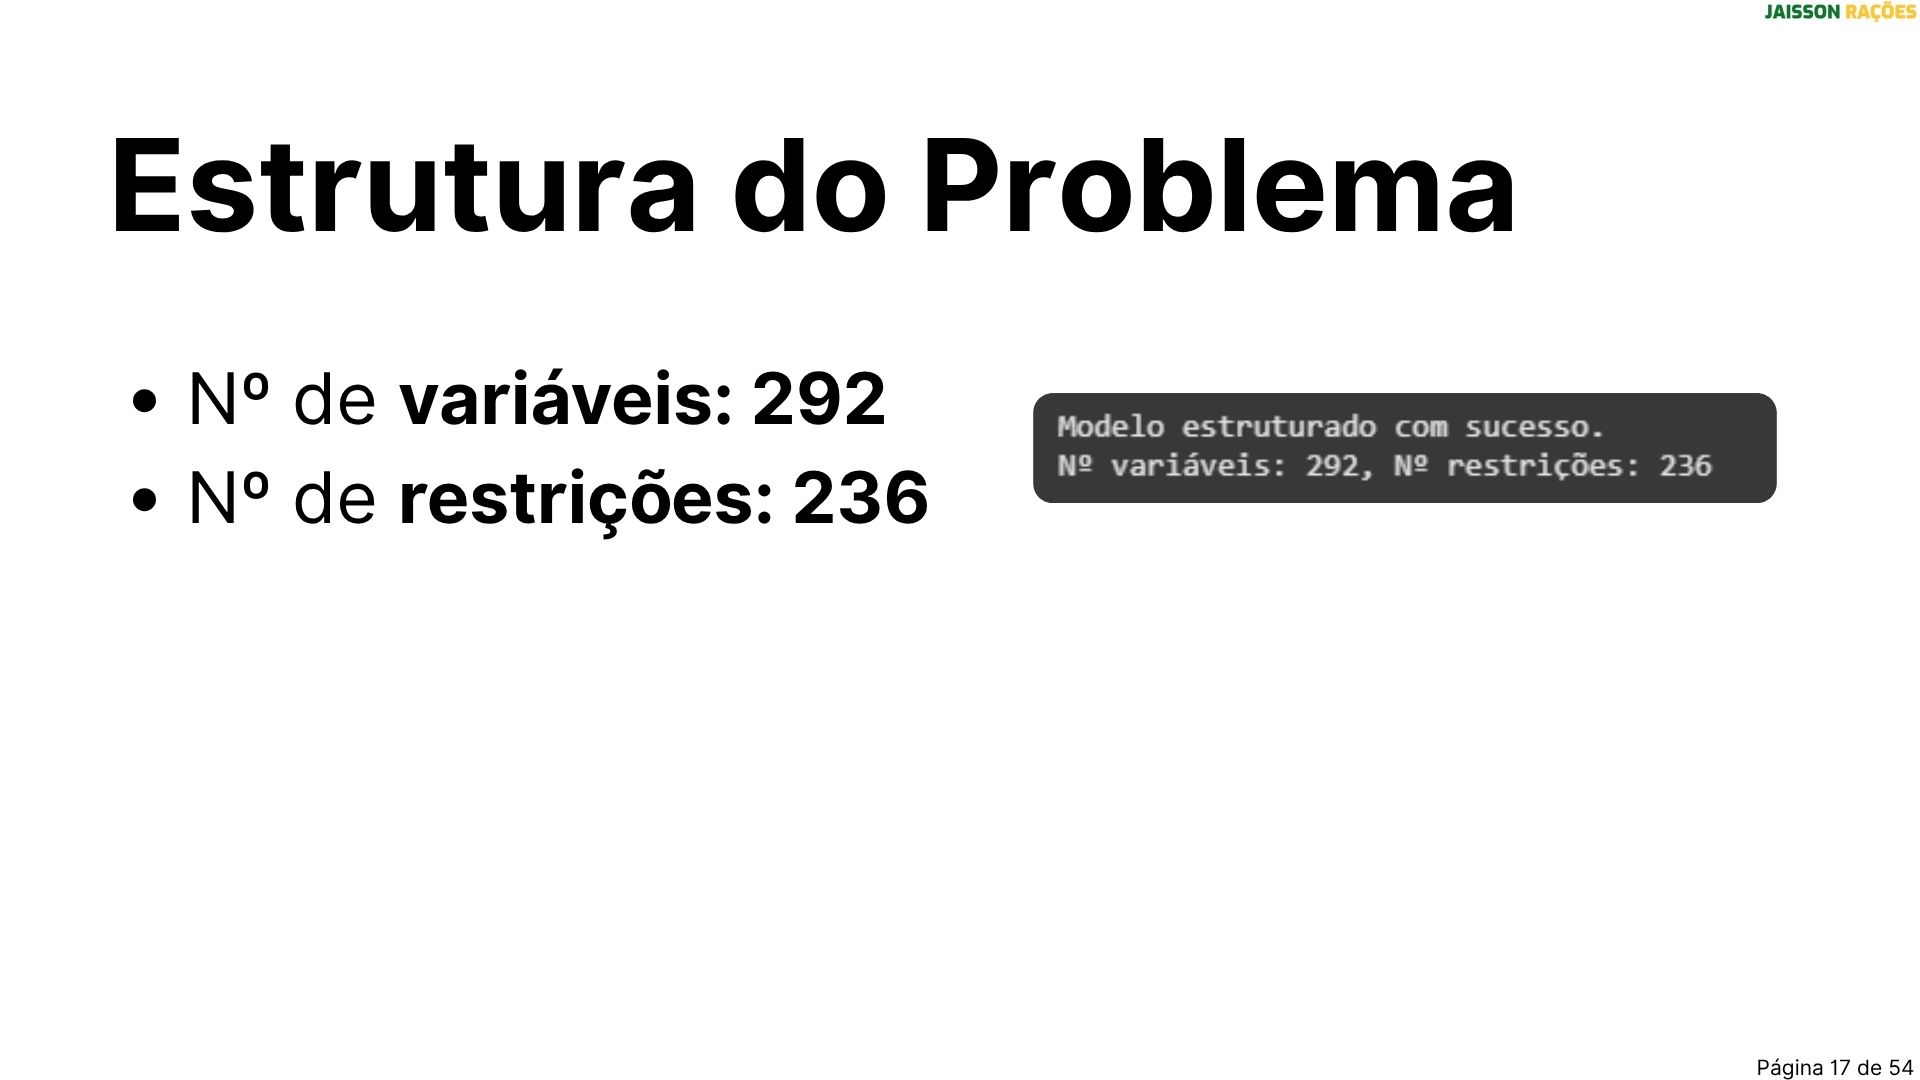 JAISSON RAÇÕES
Estrutura do Problema
• Nº de variáveis: 292
• Nº de restrições: 236
Modelo estruturado com sucesso.
Nº variáveis: 292, Nº restrições: 236
Página 17 de 54